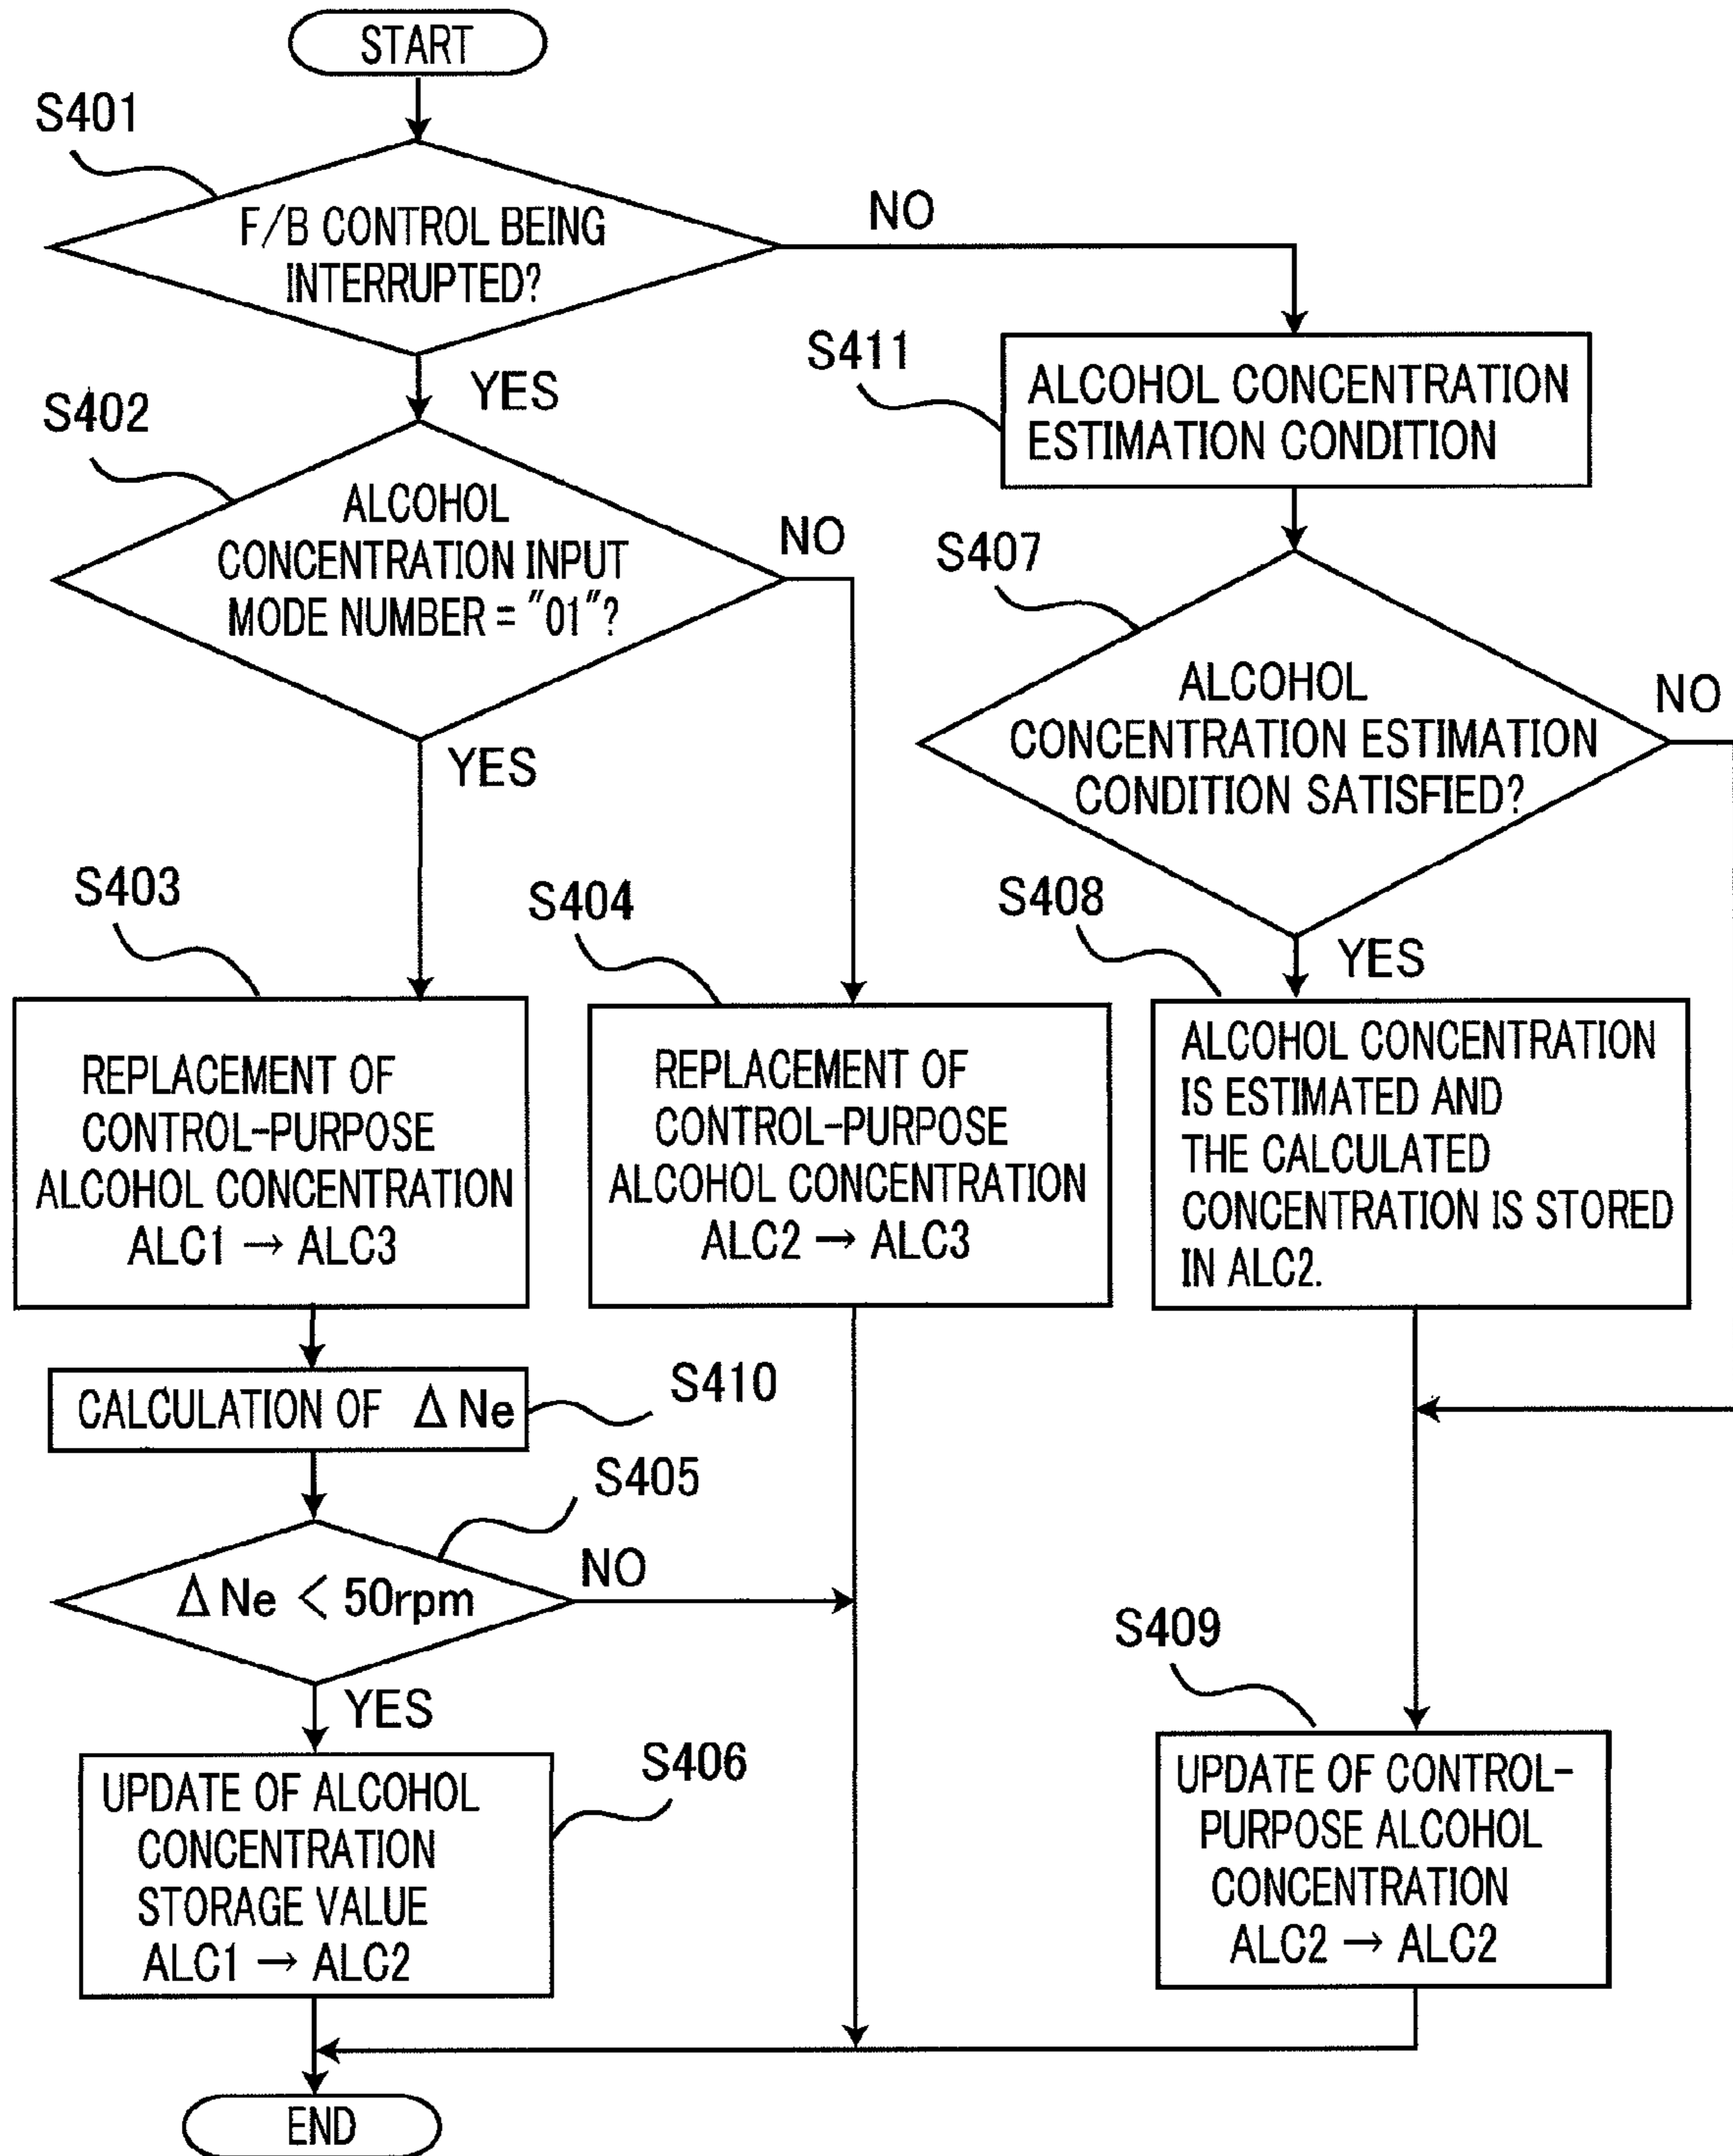 START
S401
F/B CONTROL BEING
INTERRUPTED?
NO
YES
S402
ALCOHOL
CONCENTRATION INPUT
MODE NUMBER = "01"?
NO
YES
S411
ALCOHOL CONCENTRATION
ESTIMATION CONDITION
S407
ALCOHOL
CONCENTRATION ESTIMATION
CONDITION SATISFIED?
NO
YES
S403
REPLACEMENT OF
CONTROL-PURPOSE
ALCOHOL CONCENTRATION
ALC1 → ALC3
S404
REPLACEMENT OF
CONTROL-PURPOSE
ALCOHOL CONCENTRATION
ALC2 → ALC3
S408
ALCOHOL CONCENTRATION
IS ESTIMATED AND
THE CALCULATED
CONCENTRATION IS STORED
IN ALC2.
CALCULATION OF Δ Ne
S410
S405
Δ Ne < 50rpm
NO
YES
S406
UPDATE OF ALCOHOL
CONCENTRATION
STORAGE VALUE
ALC1 → ALC2
S409
UPDATE OF CONTROL-
PURPOSE ALCOHOL
CONCENTRATION
ALC2 → ALC2
END